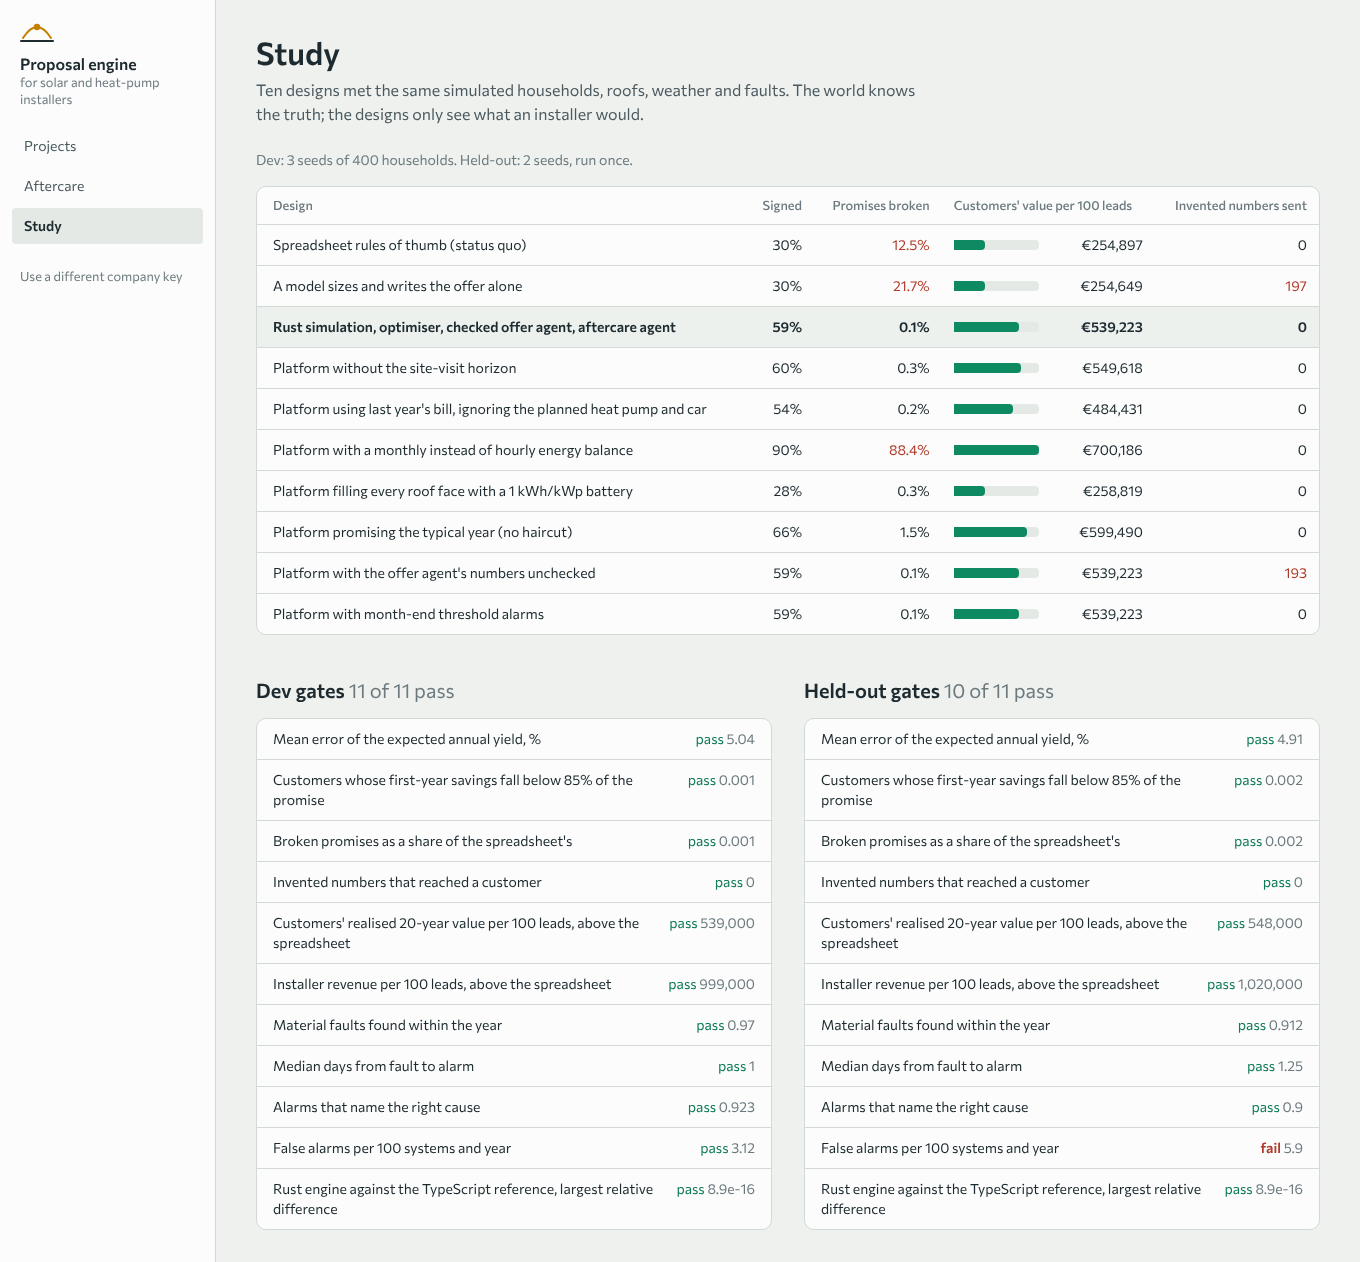 Proposal engine
for solar and heat-pump
installers
Projects
Aftercare
Study
Use a different company key
Study
Ten designs met the same simulated households, roofs, weather and faults. The world knows
the truth; the designs only see what an installer would.
Dev: 3 seeds of 400 households. Held-out: 2 seeds, run once.
Design Signed Promises broken Customers' value per 100 leads Invented numbers sent
Spreadsheet rules of thumb (status quo) 30% 12.5% €254,897 0
A model sizes and writes the offer alone 30% 21.7% €254,649 197
Rust simulation, optimiser, checked offer agent, aftercare agent 59% 0.1% €539,223 0
Platform without the site-visit horizon 60% 0.3% €549,618 0
Platform using last year's bill, ignoring the planned heat pump and car 54% 0.2% €484,431 0
Platform with a monthly instead of hourly energy balance 90% 88.4% €700,186 0
Platform filling every roof face with a 1 kWh/kWp battery 28% 0.3% €258,819 0
Platform promising the typical year (no haircut) 66% 1.5% €599,490 0
Platform with the offer agent's numbers unchecked 59% 0.1% €539,223 193
Platform with month-end threshold alarms 59% 0.1% €539,223 0
Dev gates 11 of 11 pass
Mean error of the expected annual yield, % pass 5.04
Customers whose first-year savings fall below 85% of the pass 0.001
promise
Broken promises as a share of the spreadsheet's pass 0.001
Invented numbers that reached a customer pass 0
Customers' realised 20-year value per 100 leads, above the pass 539,000
spreadsheet
Installer revenue per 100 leads, above the spreadsheet pass 999,000
Material faults found within the year pass 0.97
Median days from fault to alarm pass 1
Alarms that name the right cause pass 0.923
False alarms per 100 systems and year pass 3.12
Rust engine against the TypeScript reference, largest relative pass 8.9e-16
difference
Held-out gates 10 of 11 pass
Mean error of the expected annual yield, % pass 4.91
Customers whose first-year savings fall below 85% of the pass 0.002
promise
Broken promises as a share of the spreadsheet's pass 0.002
Invented numbers that reached a customer pass 0
Customers' realised 20-year value per 100 leads, above the pass 548,000
spreadsheet
Installer revenue per 100 leads, above the spreadsheet pass 1,020,000
Material faults found within the year pass 0.912
Median days from fault to alarm pass 1.25
Alarms that name the right cause pass 0.9
False alarms per 100 systems and year fail 5.9
Rust engine against the TypeScript reference, largest relative pass 8.9e-16
difference